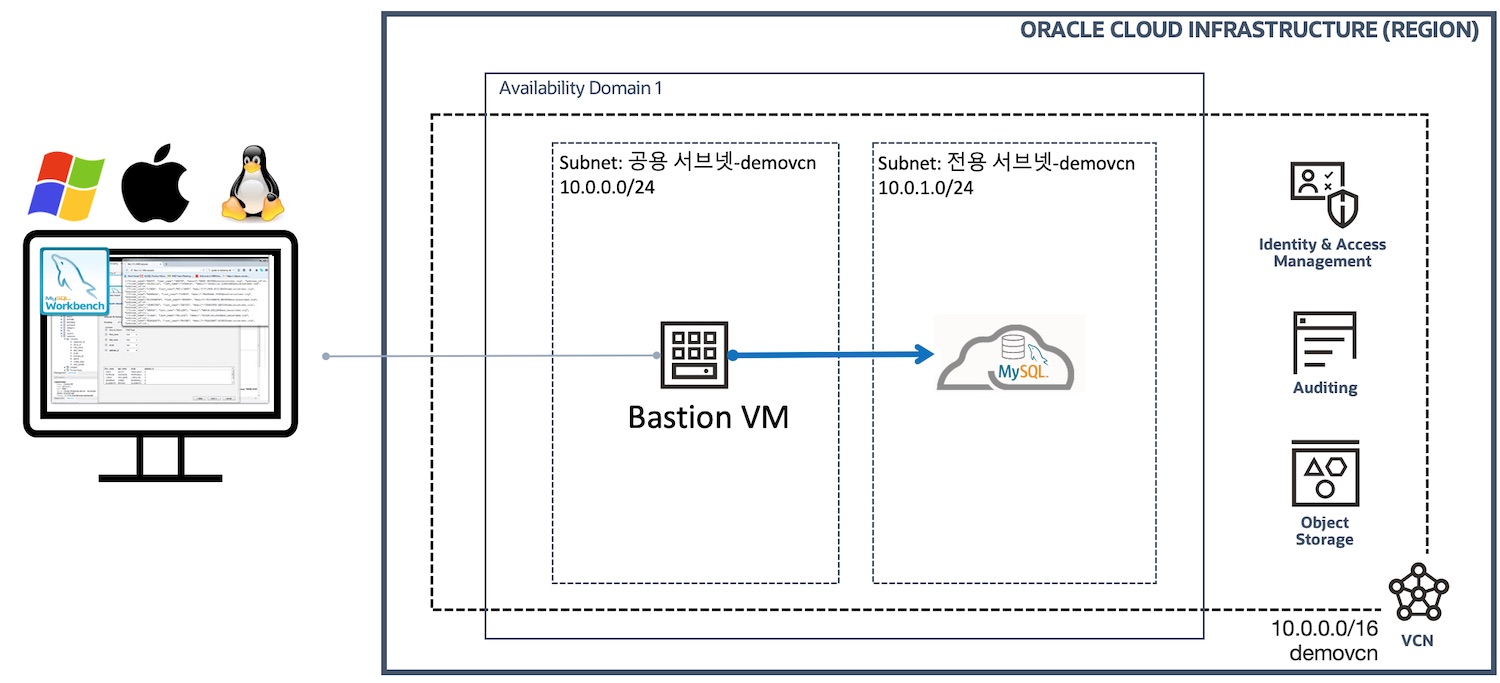 ORACLE CLOUD INFRASTRUCTURE (REGION)
Availability Domain 1
Subnet: 공용 서브넷-demovcn
10.0.0.0/24
Subnet: 전용 서브넷-demovcn
10.0.1.0/24
Identity & Access
Management
MySQL
Workbench
Bastion VM
MySQL
Auditing
Object
Storage
10.0.0.0/16
demovcn
VCN